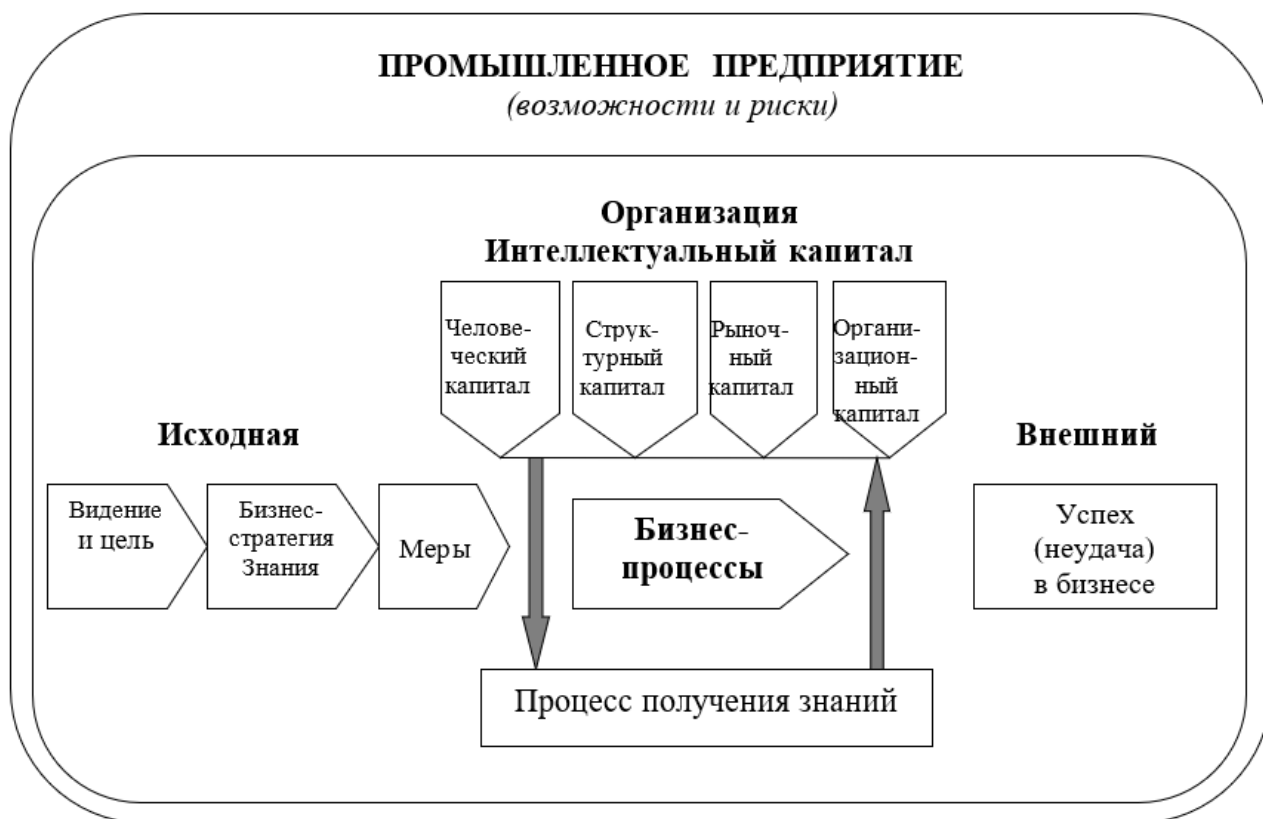 ПРОМЫШЛЕННОЕ ПРЕДПРИЯТИЕ
(возможности и риски)
Организация
Интеллектуальный капитал
Челове-
ческий
капитал
Струк-
турный
капитал
Рыноч-
ный
капитал
Органи-
зацион-
ный
капитал
Исходная
Внешний
Видение
и цель
Бизнес-
стратегия
Знания
Меры
Бизнес-
процессы
Успех
(неудача)
в бизнесе
Процесс получения знаний